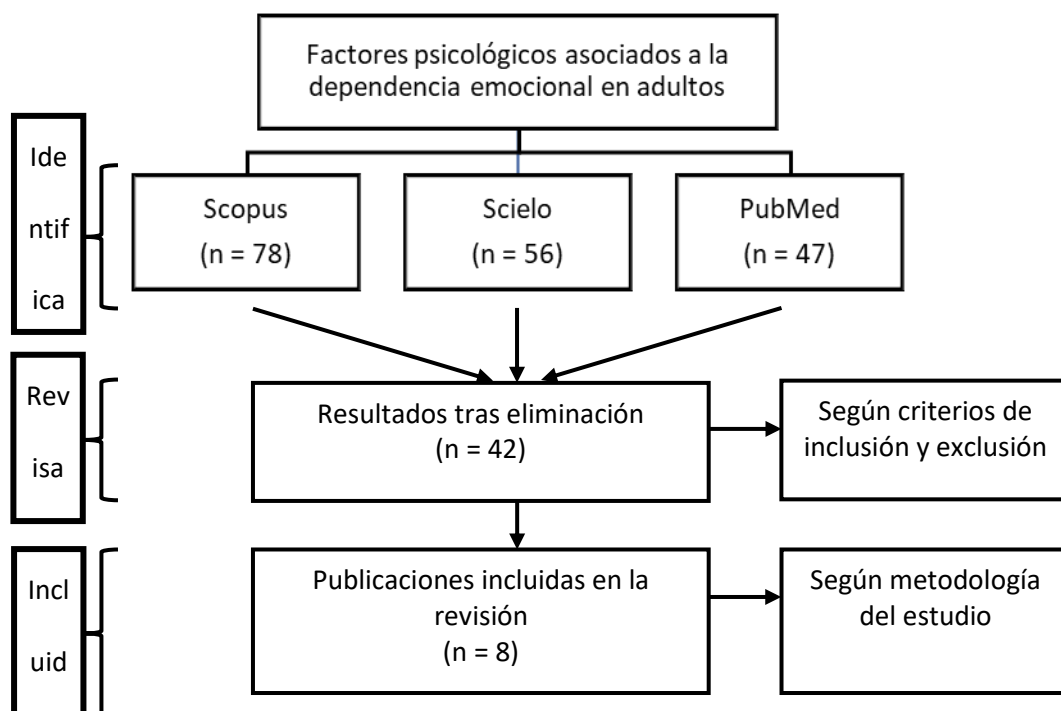 Factores psicológicos asociados a la
dependencia emocional en adultos
Ide
ntif
ica
Scopus
(n = 78)
Scielo
(n = 56)
PubMed
(n = 47)
Rev
isa
Resultados tras eliminación
(n = 42)
Según criterios de
inclusión y exclusión
Incl
uid
Publicaciones incluidas en la
revisión
(n = 8)
Según metodología
del estudio